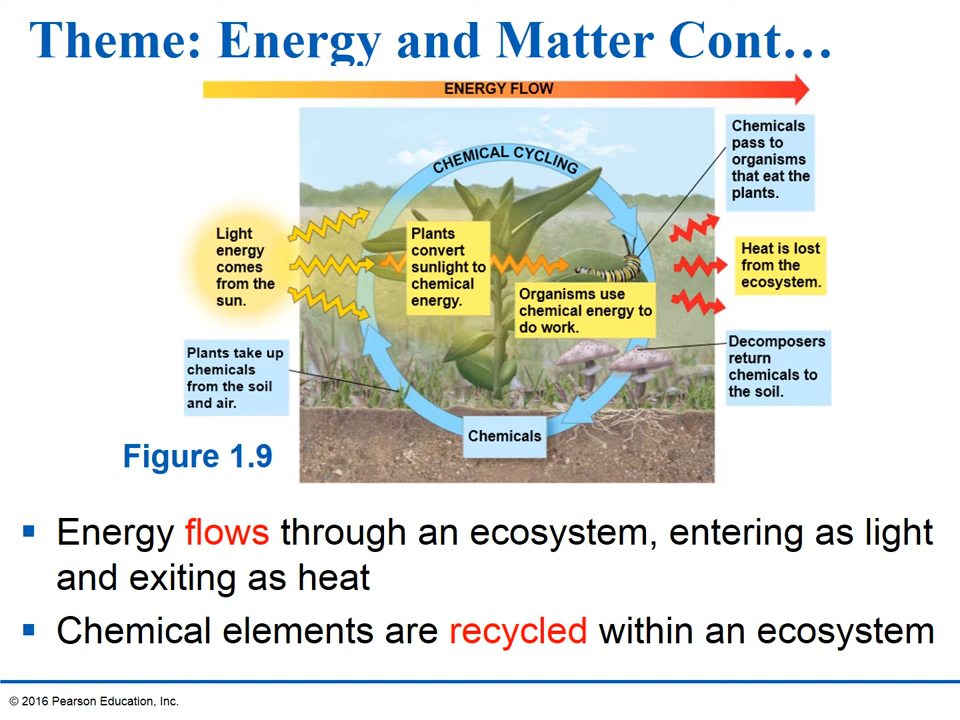 Theme: Energy and Matter Cont…
ENERGY FLOW
CHEMICAL CYCLING
Chemicals
pass to
organisms
that eat the
plants.
Light
energy
comes
from the
sun.
Plants
convert
sunlight to
chemical
energy.
Organisms use
chemical energy to
do work.
Heat is lost
from the
ecosystem.
Plants take up
chemicals
from the soil
and air.
Decomposers
return
chemicals to
the soil.
Chemicals
Figure 1.9
▪ Energy flows through an ecosystem, entering as light
and exiting as heat
▪ Chemical elements are recycled within an ecosystem
© 2016 Pearson Education, Inc.